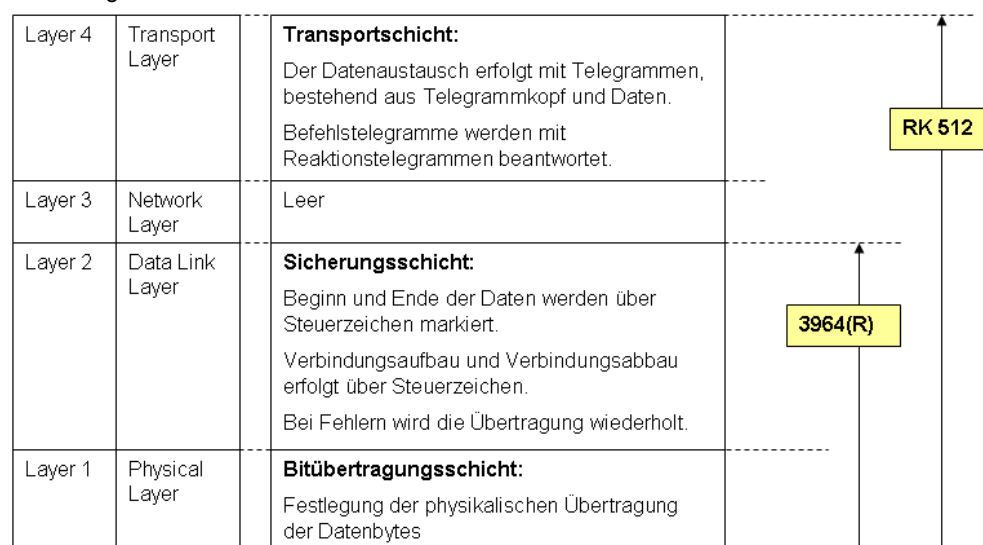 Layer 4
Transport
Layer
Transportschicht:
Der Datenaustausch erfolgt mit Telegrammen,
bestehend aus Telegrammkopf und Daten.
Befehlstelegramme werden mit
Reaktionstelegrammen beantwortet.
RK 512
Layer 3
Network
Layer
Leer
Layer 2
Data Link
Layer
Sicherungsschicht:
Beginn und Ende der Daten werden über
Steuerzeichen markiert.
Verbindungsaufbau und Verbindungsabbau
erfolgt über Steuerzeichen.
Bei Fehlern wird die Übertragung wiederholt.
3964(R)
Layer 1
Physical
Layer
Bitübertragungsschicht:
Festlegung der physikalischen Übertragung
der Datenbytes